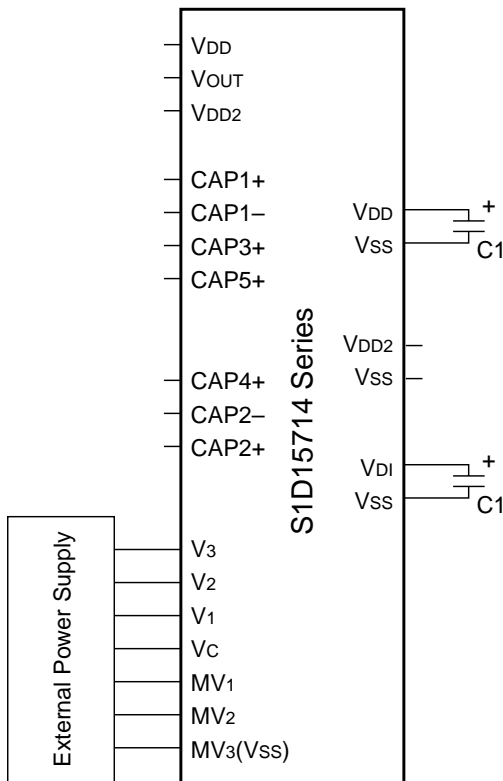 VDD
VOUT
VDD2
CAP1+
CAP1–
CAP3+
CAP5+
CAP4+
CAP2–
CAP2+
V3
V2
V1
VC
MV1
MV2
MV3(VSS)
External Power Supply
S1D15714 Series
VDD
VSS
+
C1
VDD2
VSS
VDI
VSS
+
C1